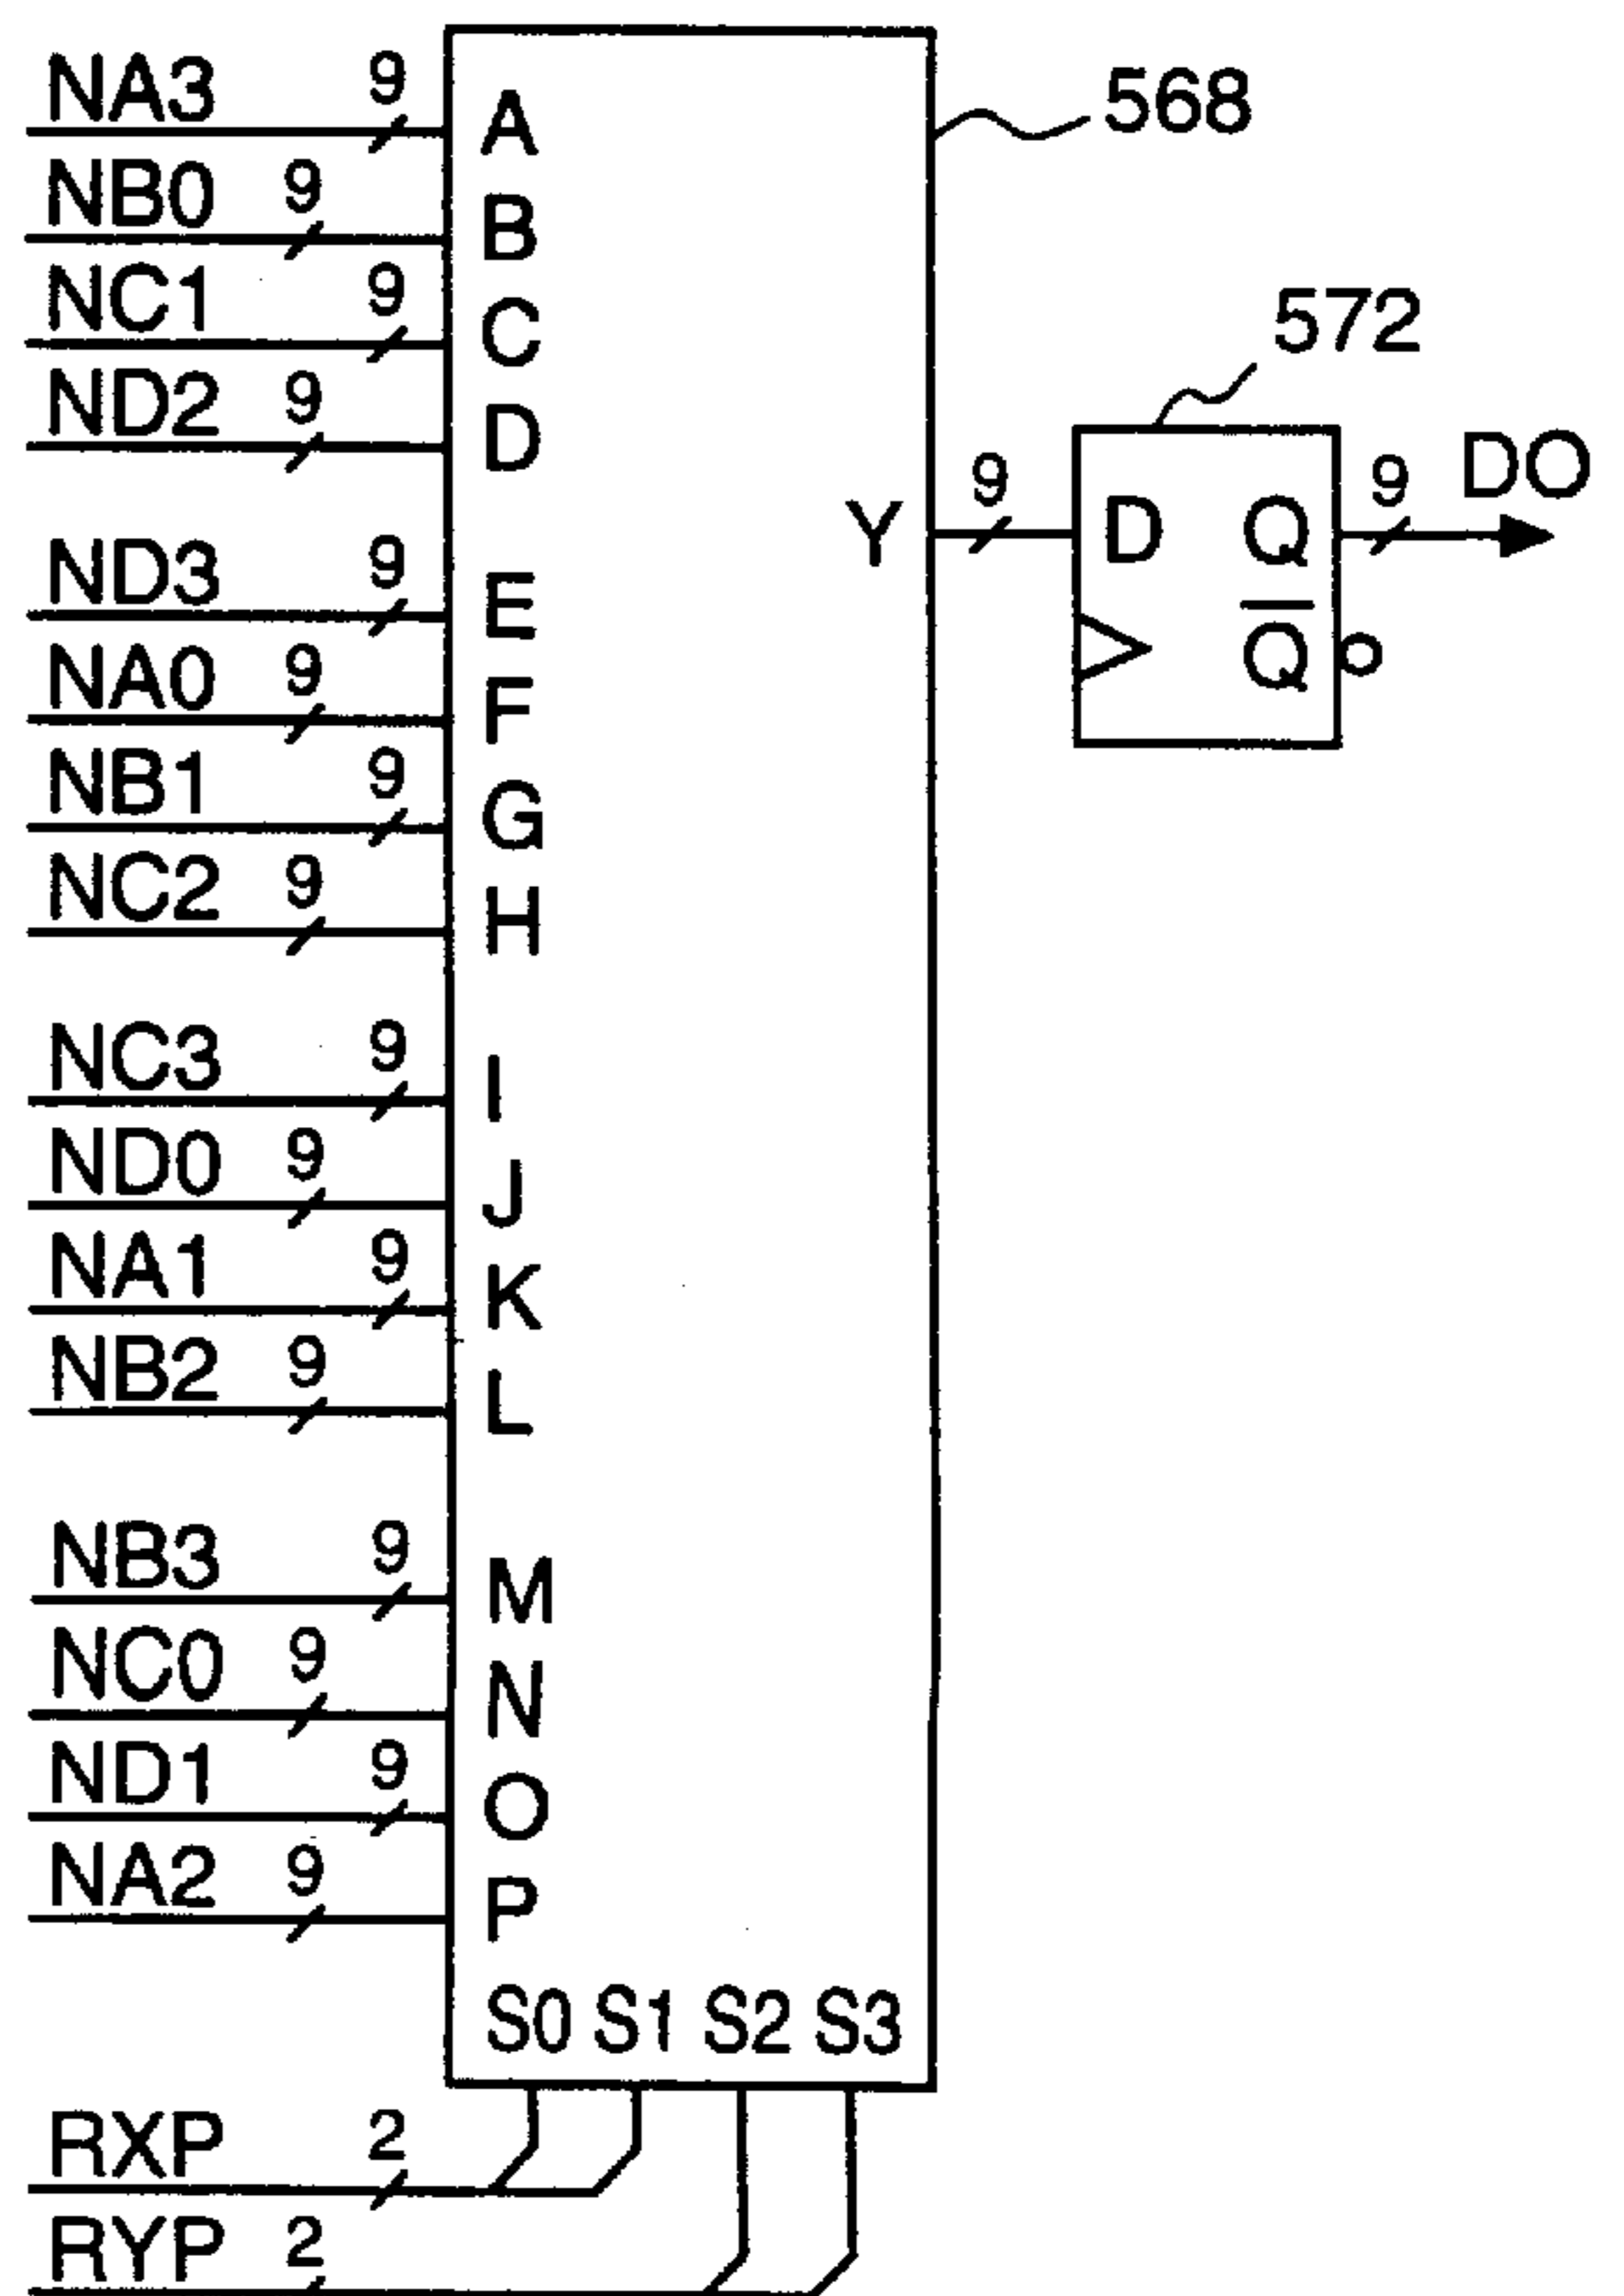 NA3 9 A 568
NB0 9 B
NC1 9 C 572
ND2 9 D
Y 9 D Q 9 DO
ND3 9 E
NA0 9 F Q
NB1 9 G
NC2 9 H
NC3 9 I
ND0 9 J
NA1 9 K
NB2 9 L
NB3 9 M
NC0 9 N
ND1 9 O
NA2 9 P
S0 S1 S2 S3
RXP 2
RYP 2